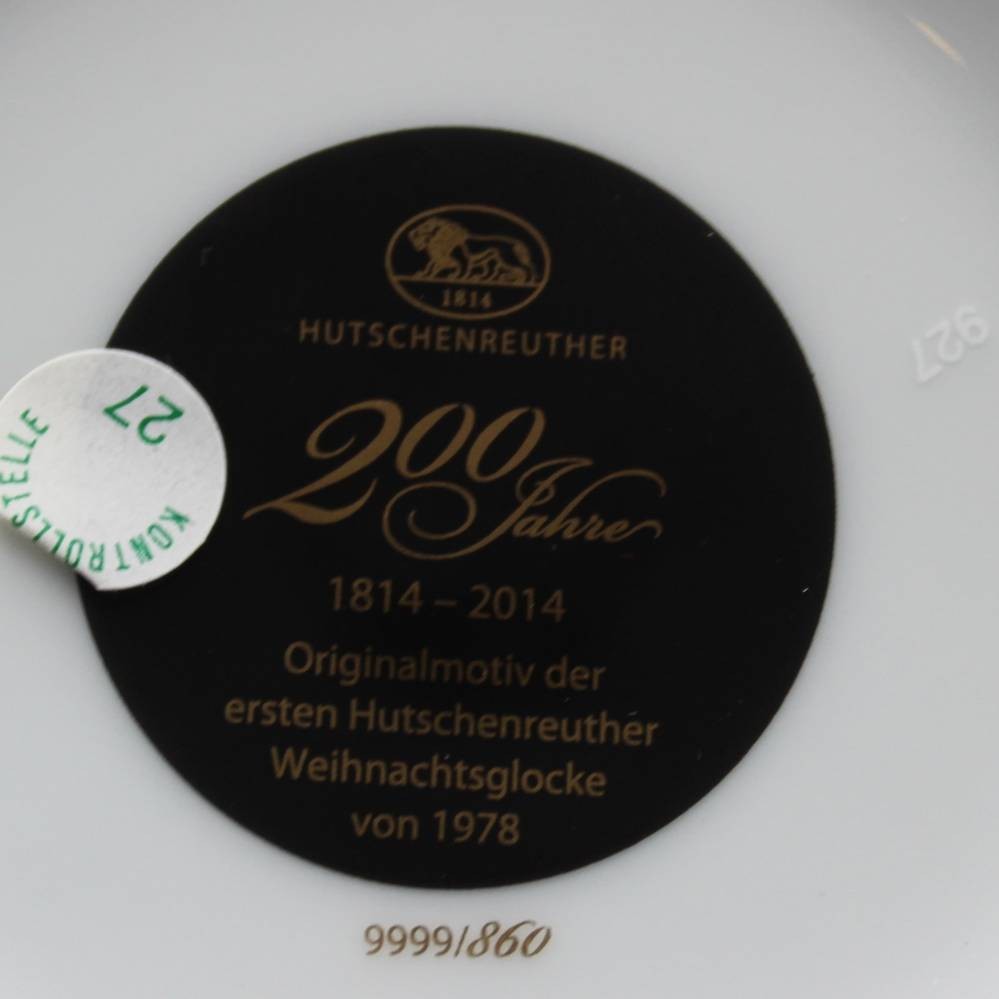 1814
HUTSCHENREUTHER
200 Jahre
1814 – 2014
Originalmotiv der
ersten Hutschenreuther
Weihnachtsglocke
von 1978
9999/860
27
KONTROLLSTELLE
927